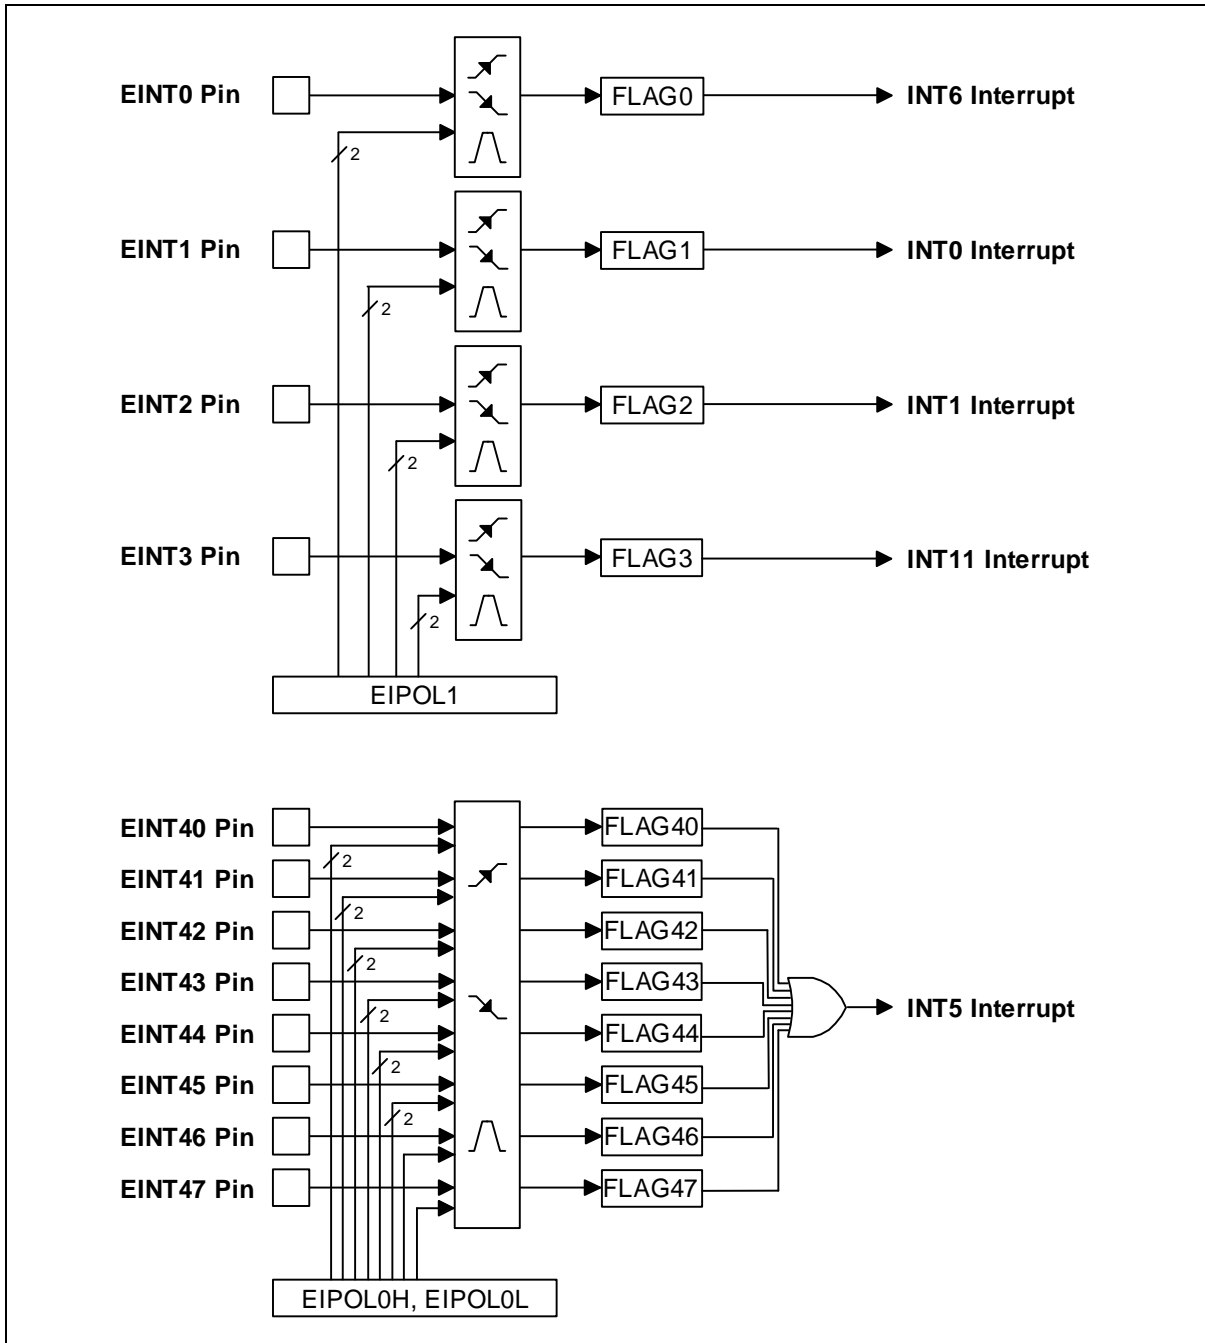 EINT0 Pin
FLAG0
INT6 Interrupt
2
EINT1 Pin
FLAG1
INT0 Interrupt
2
EINT2 Pin
FLAG2
INT1 Interrupt
2
EINT3 Pin
FLAG3
INT11 Interrupt
2
EIPOL1
EINT40 Pin
FLAG40
2
EINT41 Pin
FLAG41
2
EINT42 Pin
FLAG42
2
EINT43 Pin
FLAG43
INT5 Interrupt
2
EINT44 Pin
FLAG44
2
EINT45 Pin
FLAG45
2
EINT46 Pin
FLAG46
EINT47 Pin
FLAG47
EIPOL0H, EIPOL0L